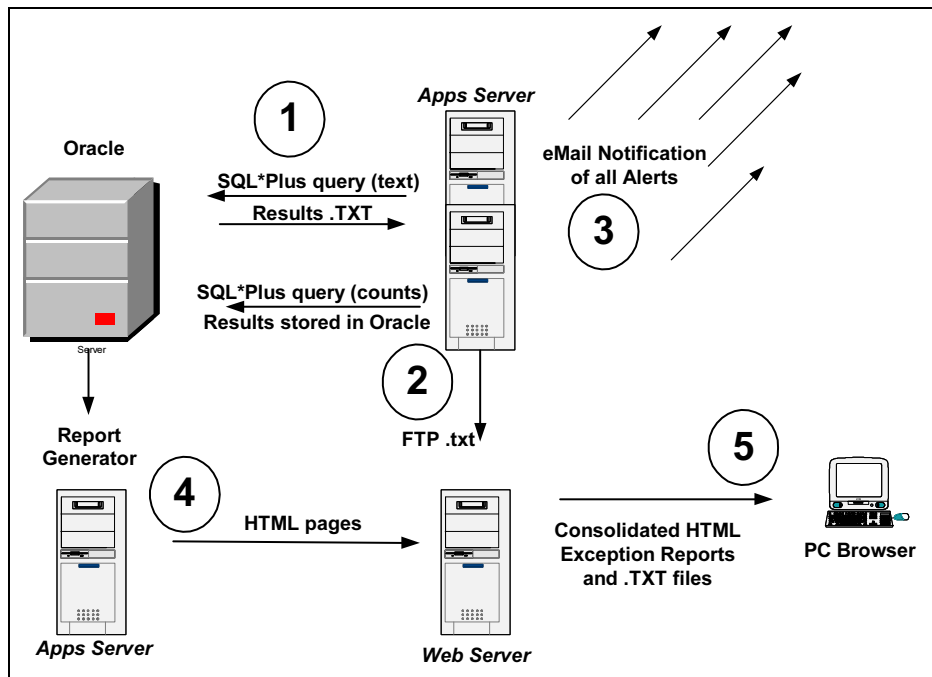 1
Apps Server
Oracle
eMail Notification
of all Alerts
SQL*Plus query (text)
Results .TXT
3
SQL*Plus query (counts)
Results stored in Oracle
Server
2
Report
Generator
FTP .txt
5
4
HTML pages
Consolidated HTML
Exception Reports
and .TXT files
PC Browser
Apps Server
Web Server